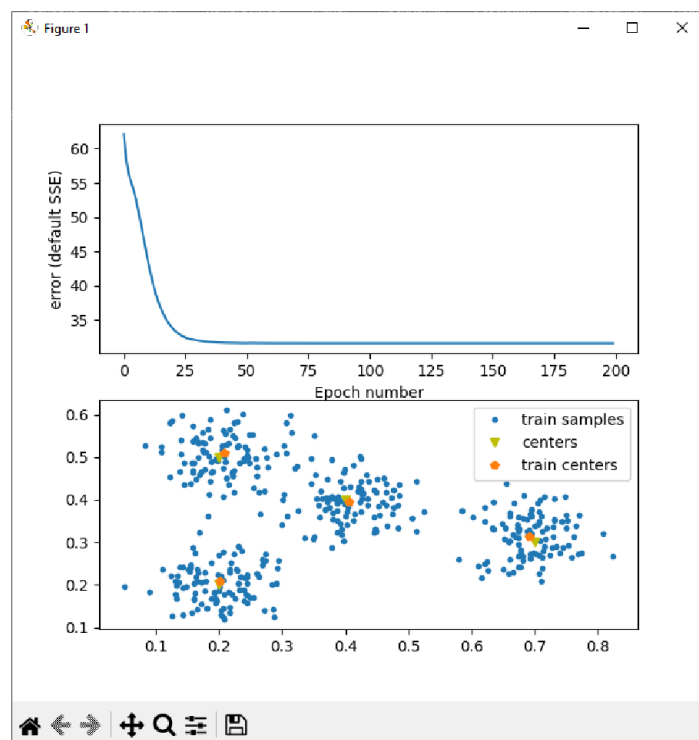 Figure 1
60
55
50
45
40
35
error (default SSE)
0 25 50 75 100 125 150 175 200
Epoch number
0.6
0.5
0.4
0.3
0.2
0.1
train samples
centers
train centers
0.1 0.2 0.3 0.4 0.5 0.6 0.7 0.8